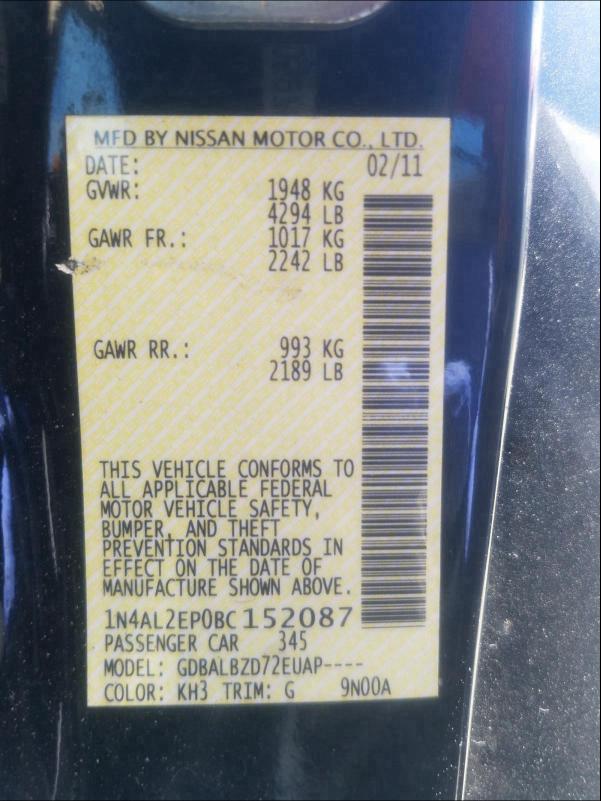 MFD BY NISSAN MOTOR CO., LTD.
DATE: 02/11
GVWR: 1948 KG
4294 LB
GAWR FR.: 1017 KG
2242 LB
GAWR RR.: 993 KG
2189 LB
THIS VEHICLE CONFORMS TO
ALL APPLICABLE FEDERAL
MOTOR VEHICLE SAFETY,
BUMPER, AND THEFT
PREVENTION STANDARDS IN
EFFECT ON THE DATE OF
MANUFACTURE SHOWN ABOVE.
1N4AL2EP0BC152087
PASSENGER CAR 345
MODEL: GDBALBZD72EUAP----
COLOR: KH3 TRIM: G 9N00A